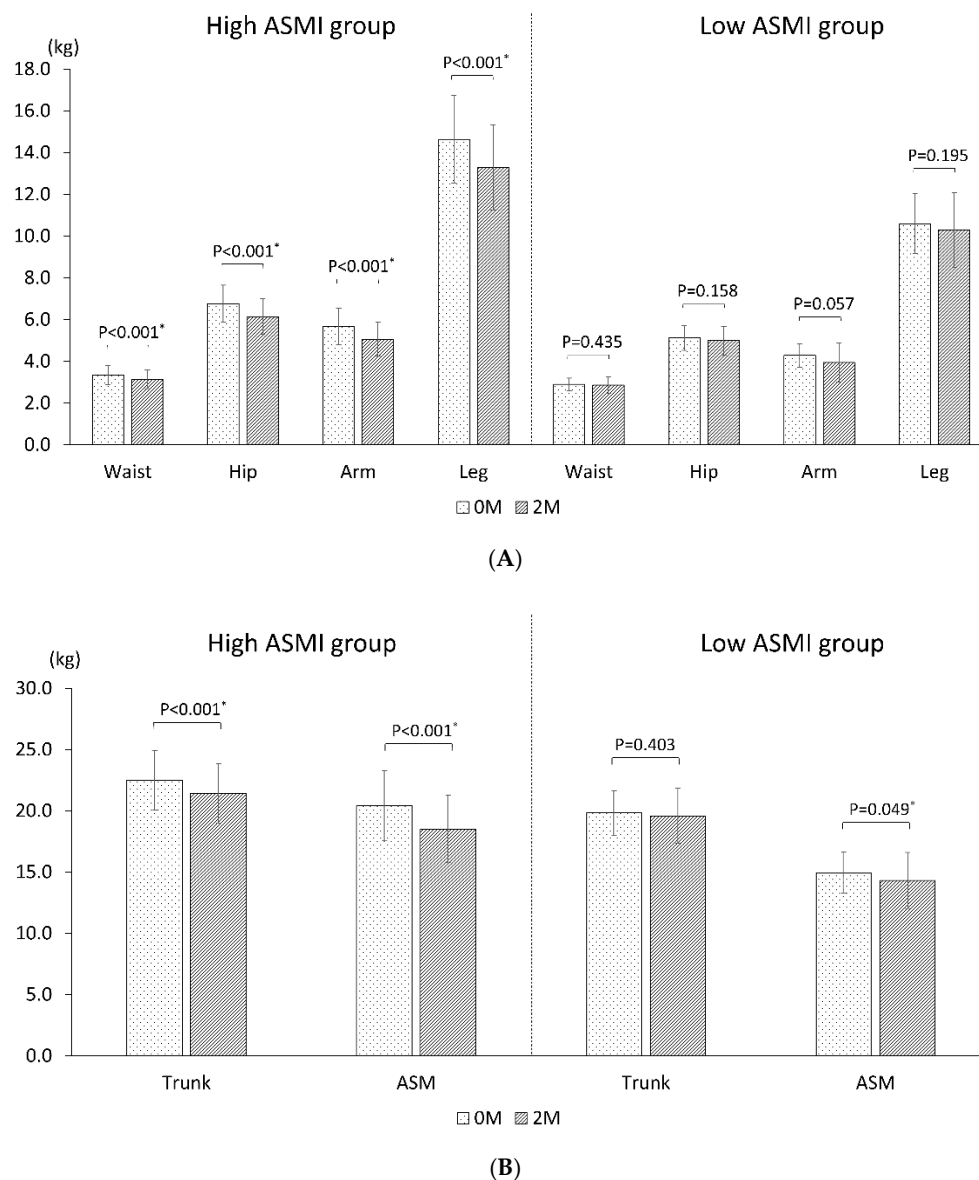 High ASMI group Low ASMI group
(kg)
18.0
16.0
14.0
12.0
10.0
8.0
6.0
4.0
2.0
0.0
P<0.001*
P<0.001*
P<0.001*
P<0.001*
P=0.435
P=0.158
P=0.057
P=0.195
Waist Hip Arm Leg Waist Hip Arm Leg
0M 2M
(A)
High ASMI group Low ASMI group
(kg)
30.0
25.0
20.0
15.0
10.0
5.0
0.0
P<0.001*
P<0.001*
P=0.403
P=0.049*
Trunk ASM Trunk ASM
0M 2M
(B)